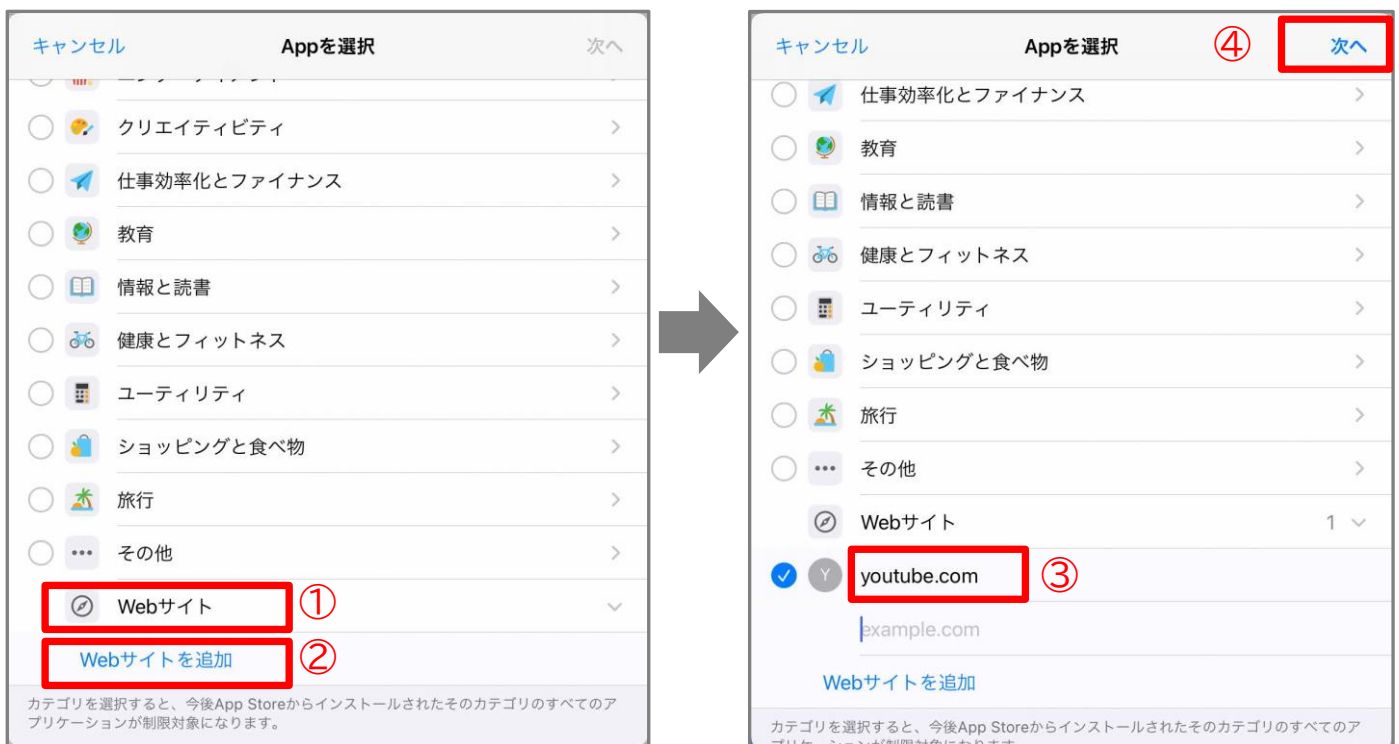 キャンセル
Appを選択
次へ
クリエイティビティ
仕事効率化とファイナンス
教育
情報と読書
健康とフィットネス
ユーティリティ
ショッピングと食べ物
旅行
その他
Webサイト
①
Webサイトを追加
②
カテゴリを選択すると、今後App Storeからインストールされたそのカテゴリのすべてのア
プリケーションが制限対象になります。
キャンセル
Appを選択
④
次へ
仕事効率化とファイナンス
教育
情報と読書
健康とフィットネス
ユーティリティ
ショッピングと食べ物
旅行
その他
Webサイト
1
Y
youtube.com
③
example.com
Webサイトを追加
カテゴリを選択すると、今後App Storeからインストールされたそのカテゴリのすべてのア